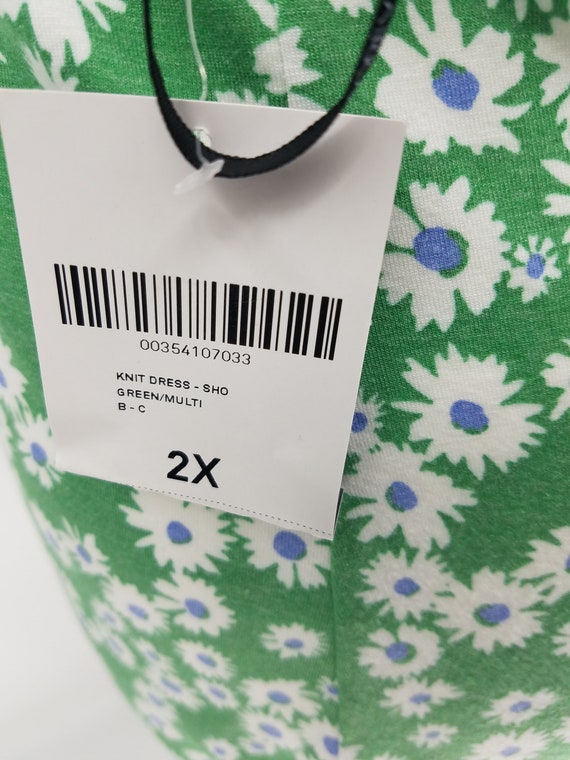 00354107033
KNIT DRESS - SHO
GREEN/MULTI
B - C
2X